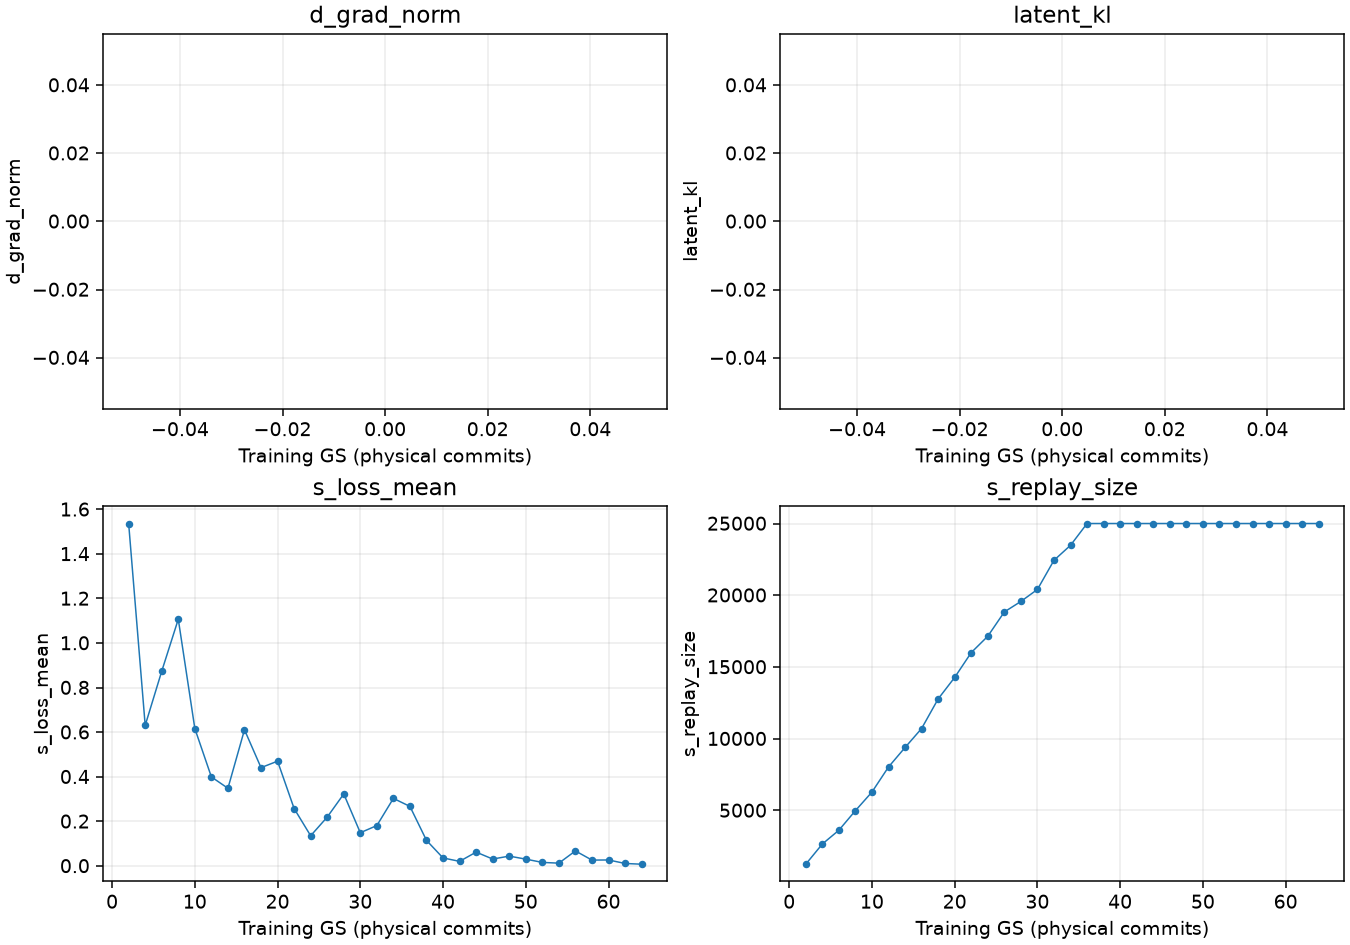 d_grad_norm
d_grad_norm
0.04
0.02
0.00
−0.02
−0.04
−0.04 −0.02 0.00 0.02 0.04
Training GS (physical commits)
latent_kl
latent_kl
0.04
0.02
0.00
−0.02
−0.04
−0.04 −0.02 0.00 0.02 0.04
Training GS (physical commits)
s_loss_mean
s_loss_mean
1.6
1.4
1.2
1.0
0.8
0.6
0.4
0.2
0.0
0 10 20 30 40 50 60
Training GS (physical commits)
s_replay_size
s_replay_size
25000
20000
15000
10000
5000
0 10 20 30 40 50 60
Training GS (physical commits)